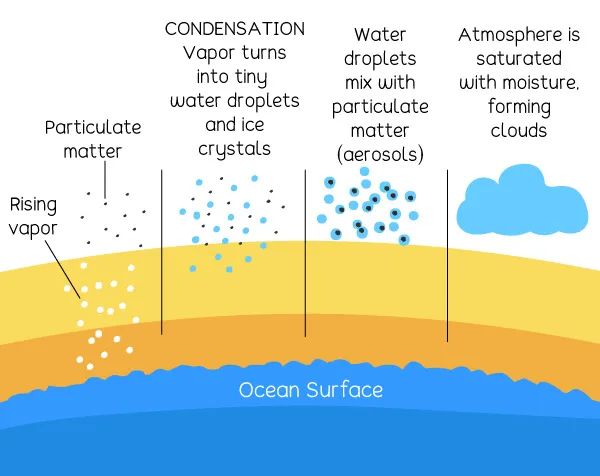 Particulate
matter
Rising
vapor
CONDENSATION
Vapor turns
into tiny
water droplets
and ice
crystals
Water
droplets
mix with
particulate
matter
(aerosols)
Atmosphere is
saturated
with moisture,
forming
clouds
Ocean Surface